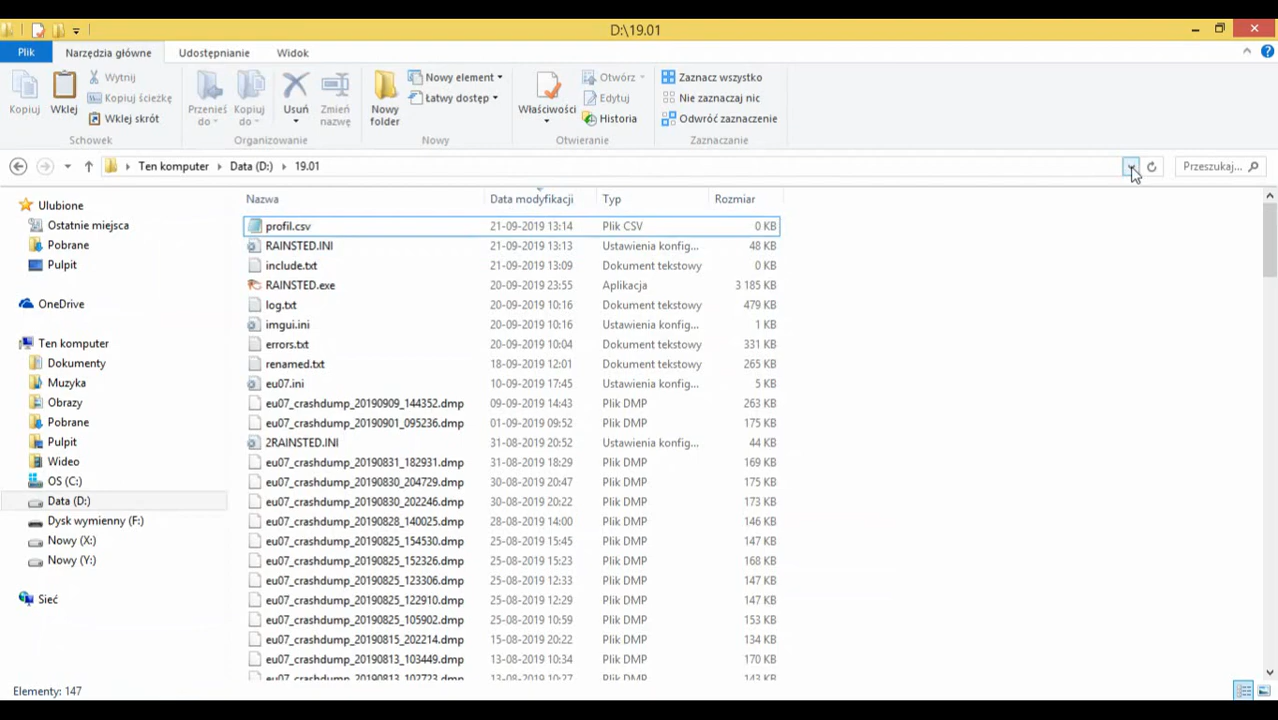 D:\19.01
Plik Narzędzia główne Udostępnianie Widok
Kopiuj
Wklej
Wytnij
Kopiuj ścieżkę
Wklej skrót
Schowek
Przenieś do
Kopiuj do
Usuń
Zmień nazwę
Organizowanie
Nowy folder
Nowy element
Łatwy dostęp
Nowy
Właściwości
Otwórz
Edytuj
Historia
Otwieranie
Zaznacz wszystko
Nie zaznaczaj nic
Odwróć zaznaczenie
Zaznaczanie
Ten komputer Data (D:) 19.01 Przeszukaj...
Ulubione
Ostatnie miejsca
Pobrane
Pulpit
OneDrive
Ten komputer
Dokumenty
Muzyka
Obrazy
Pobrane
Pulpit
Wideo
OS (C:)
Data (D:)
Dysk wymienny (F:)
Nowy (X:)
Nowy (Y:)
Sieć
Nazwa Data modyfikacji Typ Rozmiar
profil.csv 21-09-2019 13:14 Plik CSV 0 KB
RAINSTED.INI 21-09-2019 13:13 Ustawienia konfig... 48 KB
include.txt 21-09-2019 13:09 Dokument tekstowy 0 KB
RAINSTED.exe 20-09-2019 23:55 Aplikacja 3 185 KB
log.txt 20-09-2019 10:16 Dokument tekstowy 479 KB
imgui.ini 20-09-2019 10:16 Ustawienia konfig... 1 KB
errors.txt 20-09-2019 10:04 Dokument tekstowy 331 KB
renamed.txt 18-09-2019 12:01 Dokument tekstowy 265 KB
eu07.ini 10-09-2019 17:45 Ustawienia konfig... 5 KB
eu07_crashdump_20190909_144352.dmp 09-09-2019 14:43 Plik DMP 263 KB
eu07_crashdump_20190901_095236.dmp 01-09-2019 09:52 Plik DMP 175 KB
2RAINSTED.INI 31-08-2019 20:52 Ustawienia konfig... 44 KB
eu07_crashdump_20190831_182931.dmp 31-08-2019 18:29 Plik DMP 169 KB
eu07_crashdump_20190830_204729.dmp 30-08-2019 20:47 Plik DMP 175 KB
eu07_crashdump_20190830_202246.dmp 30-08-2019 20:22 Plik DMP 173 KB
eu07_crashdump_20190828_140025.dmp 28-08-2019 14:00 Plik DMP 146 KB
eu07_crashdump_20190825_154530.dmp 25-08-2019 15:45 Plik DMP 147 KB
eu07_crashdump_20190825_152326.dmp 25-08-2019 15:23 Plik DMP 168 KB
eu07_crashdump_20190825_123306.dmp 25-08-2019 12:33 Plik DMP 147 KB
eu07_crashdump_20190825_122910.dmp 25-08-2019 12:29 Plik DMP 147 KB
eu07_crashdump_20190825_105902.dmp 25-08-2019 10:59 Plik DMP 153 KB
eu07_crashdump_20190815_202214.dmp 15-08-2019 20:22 Plik DMP 134 KB
eu07_crashdump_20190813_103449.dmp 13-08-2019 10:34 Plik DMP 170 KB
eu07_crashdump_20190813_102723.dmp 13-08-2019 10:27 Plik DMP 143 KB
Elementy: 147